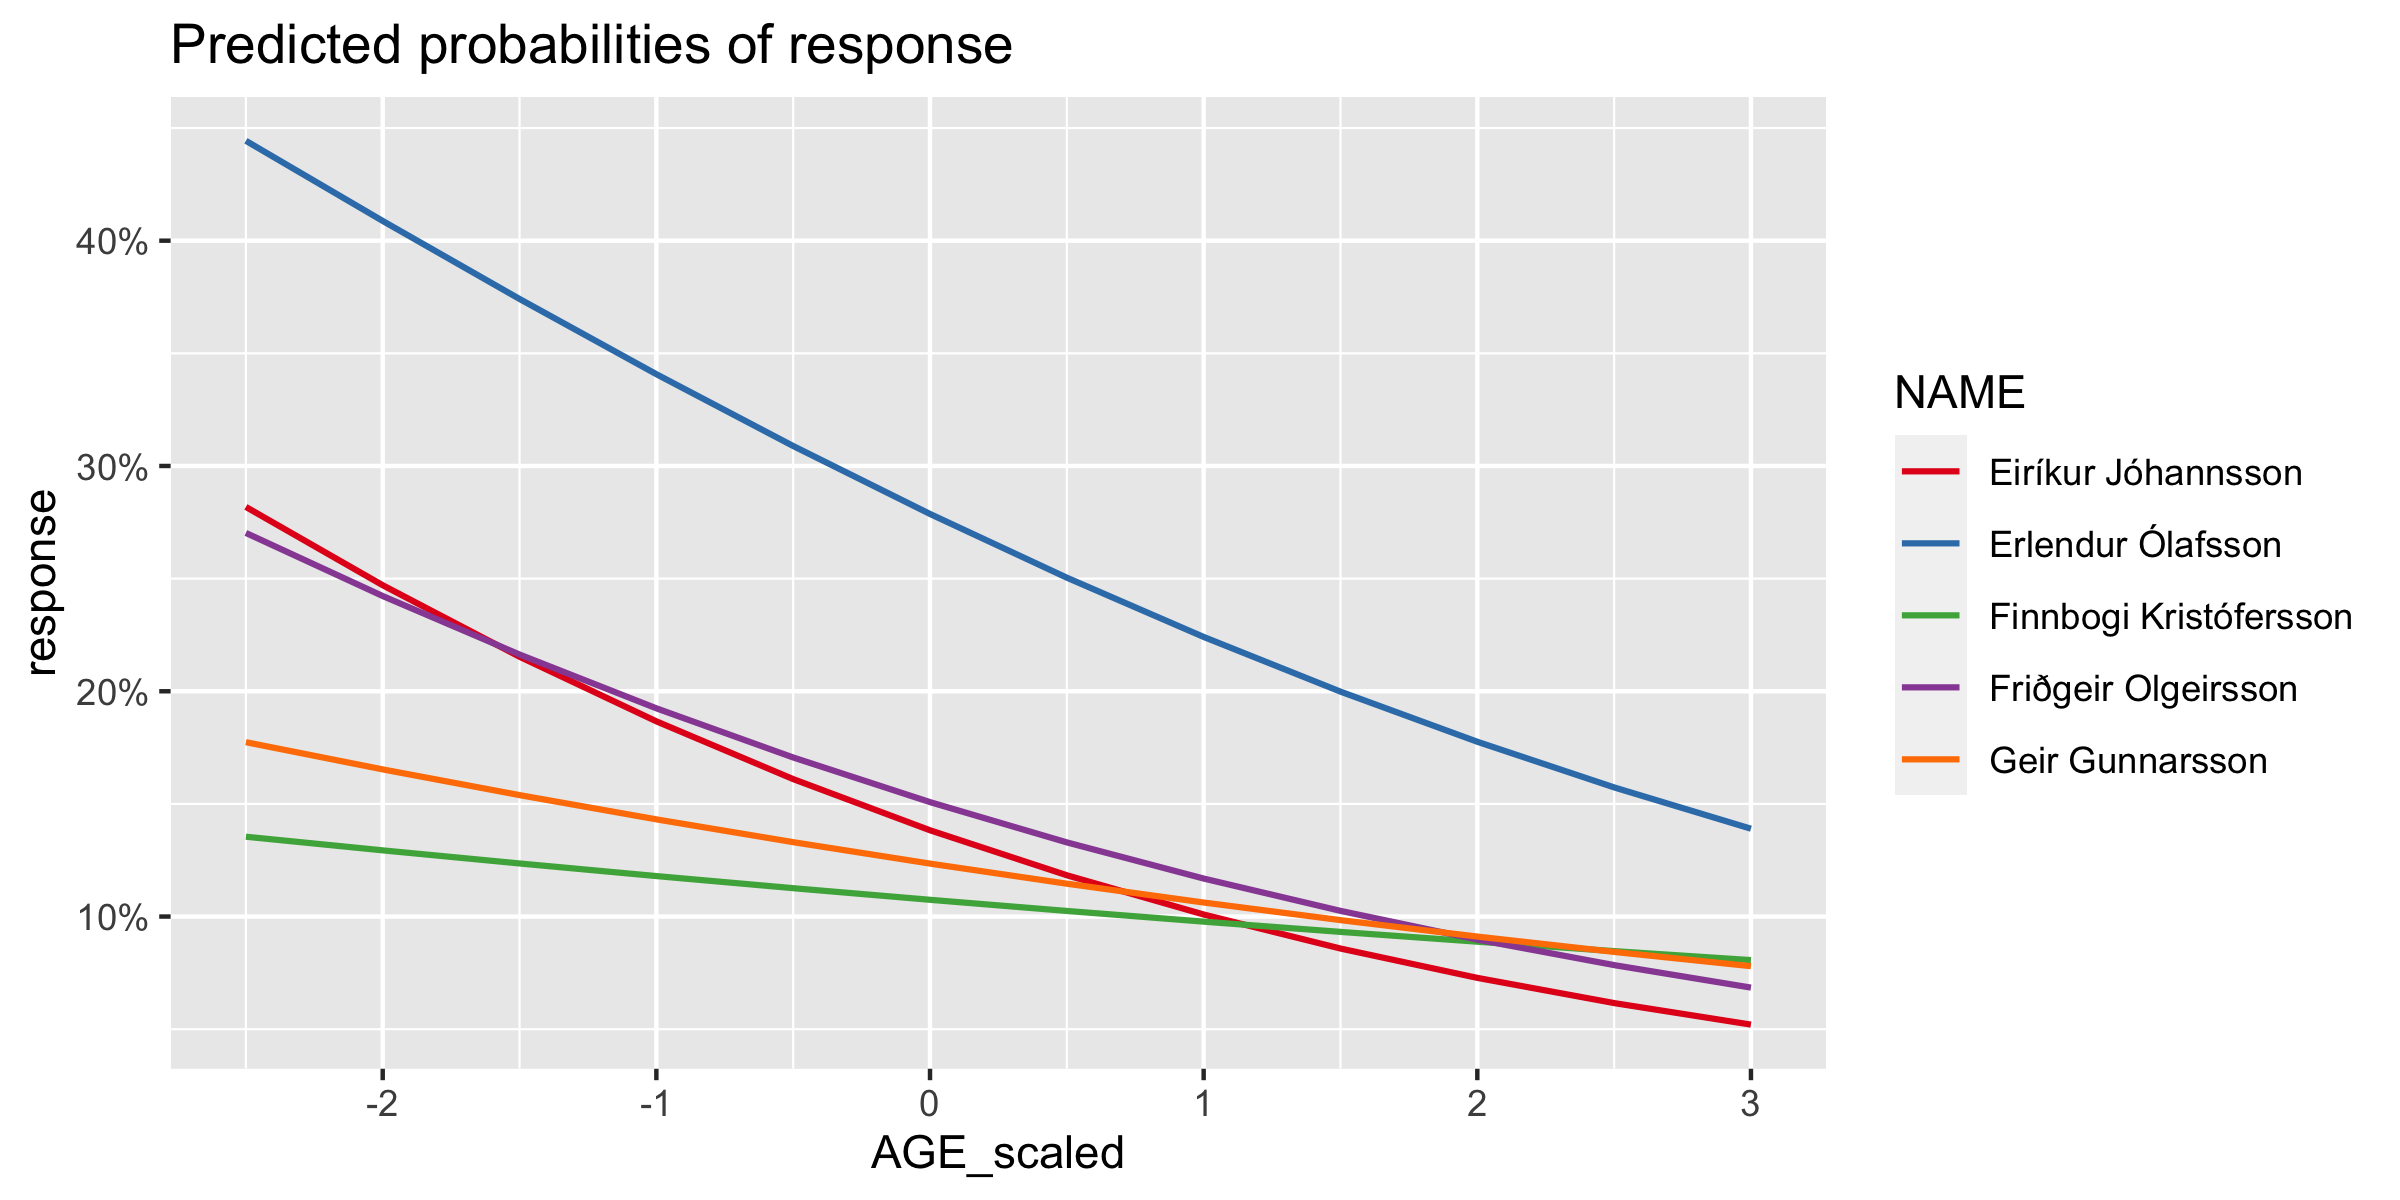 Predicted probabilities of response
response
40%
30%
20%
10%
-2
-1
0
1
2
3
AGE_scaled
NAME
Eiríkur Jóhannsson
Erlendur Ólafsson
Finnbogi Kristófersson
Friðgeir Olgeirsson
Geir Gunnarsson